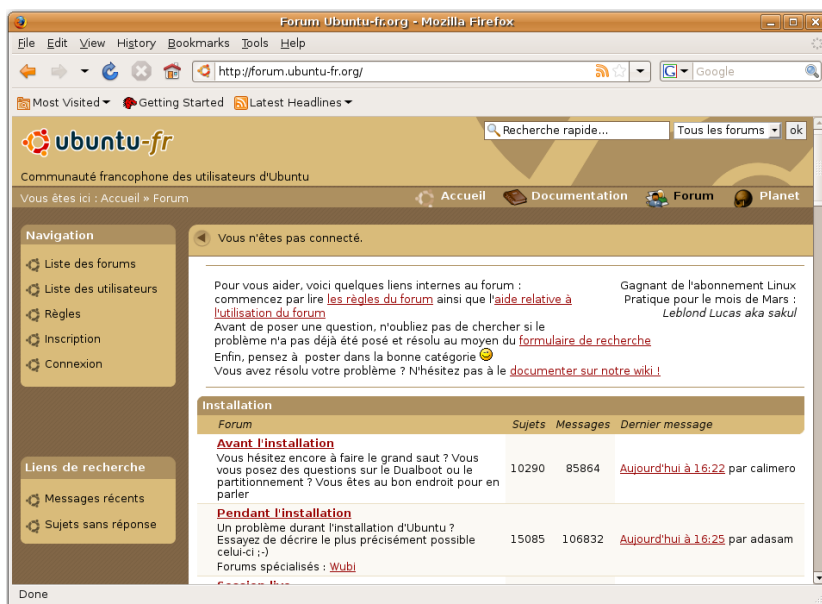 Forum Ubuntu-fr.org - Mozilla Firefox
File Edit View History Bookmarks Tools Help
http://forum.ubuntu-fr.org/
G Google
Most Visited Getting Started Latest Headlines
ubuntu-fr
Recherche rapide... Tous les forums ok
Communauté francophone des utilisateurs d'Ubuntu
Vous êtes ici : Accueil » Forum
Accueil Documentation Forum Planet
Navigation
Liste des forums
Liste des utilisateurs
Règles
Inscription
Connexion
Liens de recherche
Messages récents
Sujets sans réponse
Vous n'êtes pas connecté.
Pour vous aider, voici quelques liens internes au forum :
commencez par lire les règles du forum ainsi que l'aide relative à
l'utilisation du forum
Avant de poser une question, n'oubliez pas de chercher si le
problème n'a pas déjà été posé et résolu au moyen du formulaire de recherche
Enfin, pensez à poster dans la bonne catégorie
Vous avez résolu votre problème ? N'hésitez pas à le documenter sur notre wiki !
Gagnant de l'abonnement Linux
Pratique pour le mois de Mars :
Leblond Lucas aka sakul
Installation
Forum Sujets Messages Dernier message
Avant l'installation
Vous hésitez encore à faire le grand saut ? Vous
vous posez des questions sur le Dualboot ou le
partitionnement ? Vous êtes au bon endroit pour en
parler
10290 85864 Aujourd'hui à 16:22 par calimero
Pendant l'installation
Un problème durant l'installation d'Ubuntu ?
Essayez de décrire le plus précisément possible
celui-ci ;-)
Forums spécialisés : Wubi
15085 106832 Aujourd'hui à 16:25 par adasam
Session live
Done